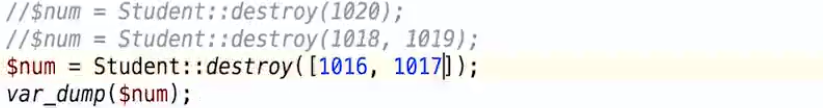 //$num = Student::destroy(1020);
//$num = Student::destroy(1018, 1019);
$num = Student::destroy([1016, 1017]);
var_dump($num);